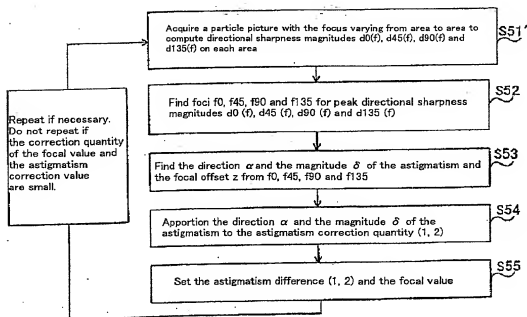 Acquire a particle picture with the focus varying from area to area to
compute directional sharpness magnitudes d0(f), d45(f), d90(f) and
d135(f) on each area
S51'
Find foci f0, f45, f90 and f135 for peak directional sharpness
magnitudes d0 (f), d45 (f), d90 (f) and d135 (f)
S52
Find the direction α and the magnitude δ of the astigmatism and
the focal offset z from f0, f45, f90 and f135
S53
Apportion the direction α and the magnitude δ of the
astigmatism to the astigmatism correction quantity (1, 2)
S54
Set the astigmatism difference (1, 2) and the focal value
S55
Repeat if necessary.
Do not repeat if
the correction quantity
of the focal value and
the astigmatism
correction value
are small.